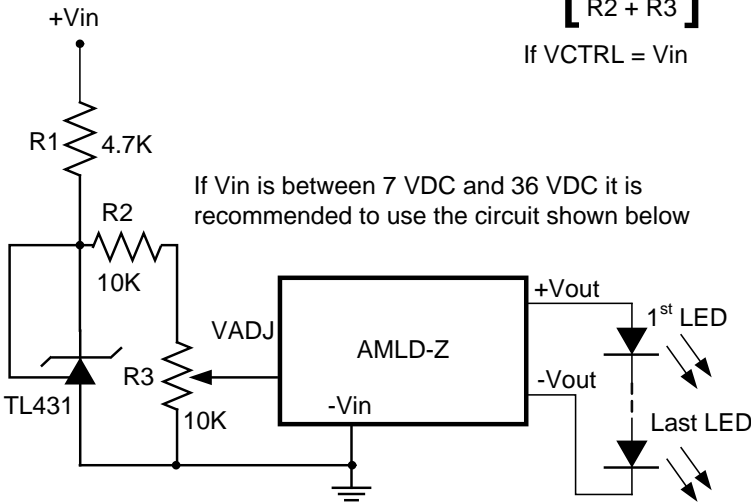 [ R2 + R3 ]
+Vin
If VCTRL = Vin
R1
4.7K
If Vin is between 7 VDC and 36 VDC it is
recommended to use the circuit shown below
R2
10K
+Vout
1st LED
VADJ
AMLD-Z
R3
-Vout
TL431
-Vin
10K
Last LED